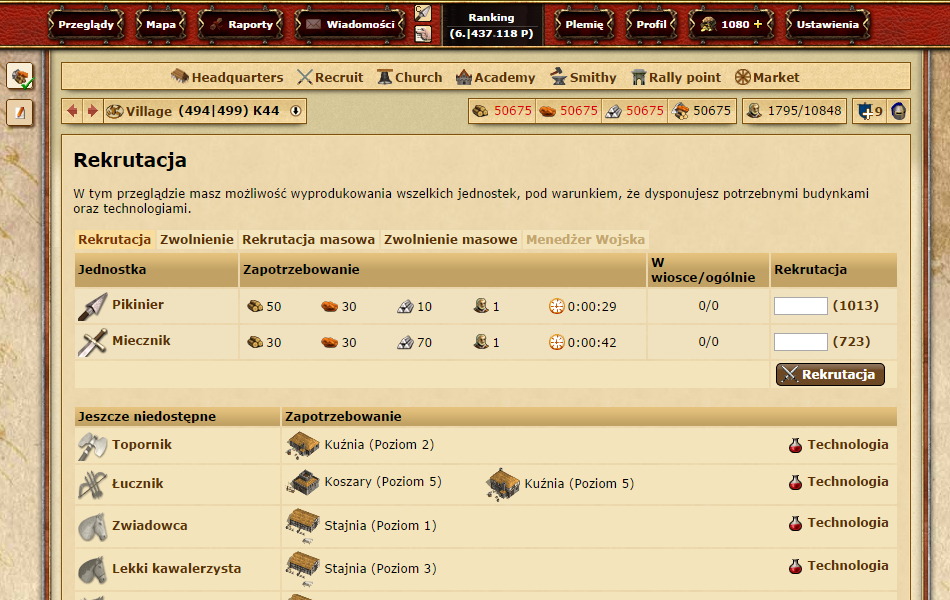 Przeglądy Mapa Raporty Wiadomości Ranking Plemię Profil 1080 + Ustawienia
(6.|437.118 P)
Headquarters Recruit Church Academy Smithy Rally point Market
Village (494|499) K44 50675 50675 50675 50675 1795/10848 9
Rekrutacja
W tym przeglądzie masz możliwość wyprodukowania wszelkich jednostek, pod warunkiem, że dysponujesz potrzebnymi budynkami
oraz technologiami.
Rekrutacja Zwolnienie Rekrutacja masowa Zwolnienie masowe Menedżer Wojska
Jednostka Zapotrzebowanie W wiosce/ogólnie Rekrutacja
Pikinier 50 30 10 1 0:00:29 0/0 (1013)
Miecznik 30 30 70 1 0:00:42 0/0 (723)
Rekrutacja
Jeszcze niedostępne Zapotrzebowanie
Topornik Kuźnia (Poziom 2) Technologia
Łucznik Koszary (Poziom 5) Kuźnia (Poziom 5) Technologia
Zwiadowca Stajnia (Poziom 1) Technologia
Lekki kawalerzysta Stajnia (Poziom 3) Technologia